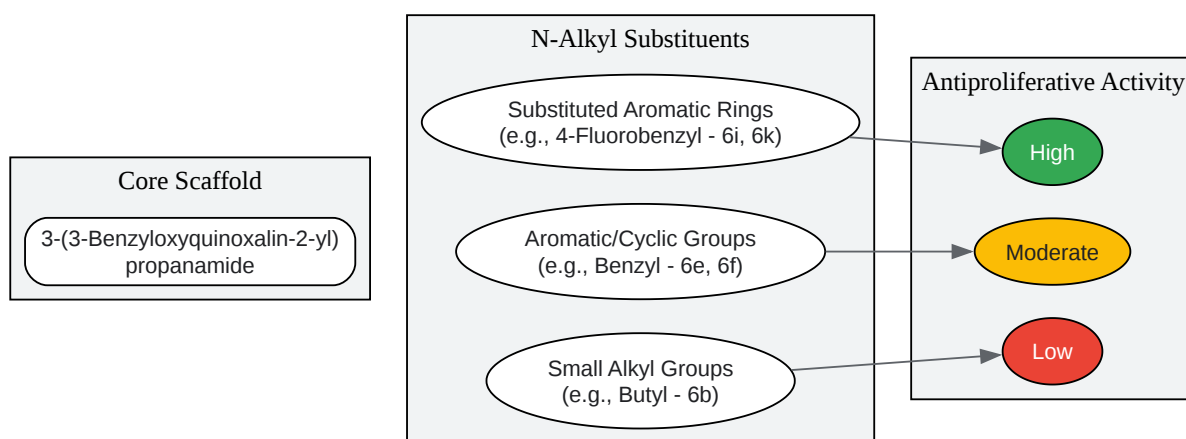 Core Scaffold
3-(3-Benzyloxyquinoxalin-2-yl)
propanamide
N-Alkyl Substituents
Substituted Aromatic Rings
(e.g., 4-Fluorobenzyl - 6i, 6k)
Aromatic/Cyclic Groups
(e.g., Benzyl - 6e, 6f)
Small Alkyl Groups
(e.g., Butyl - 6b)
Antiproliferative Activity
High
Moderate
Low